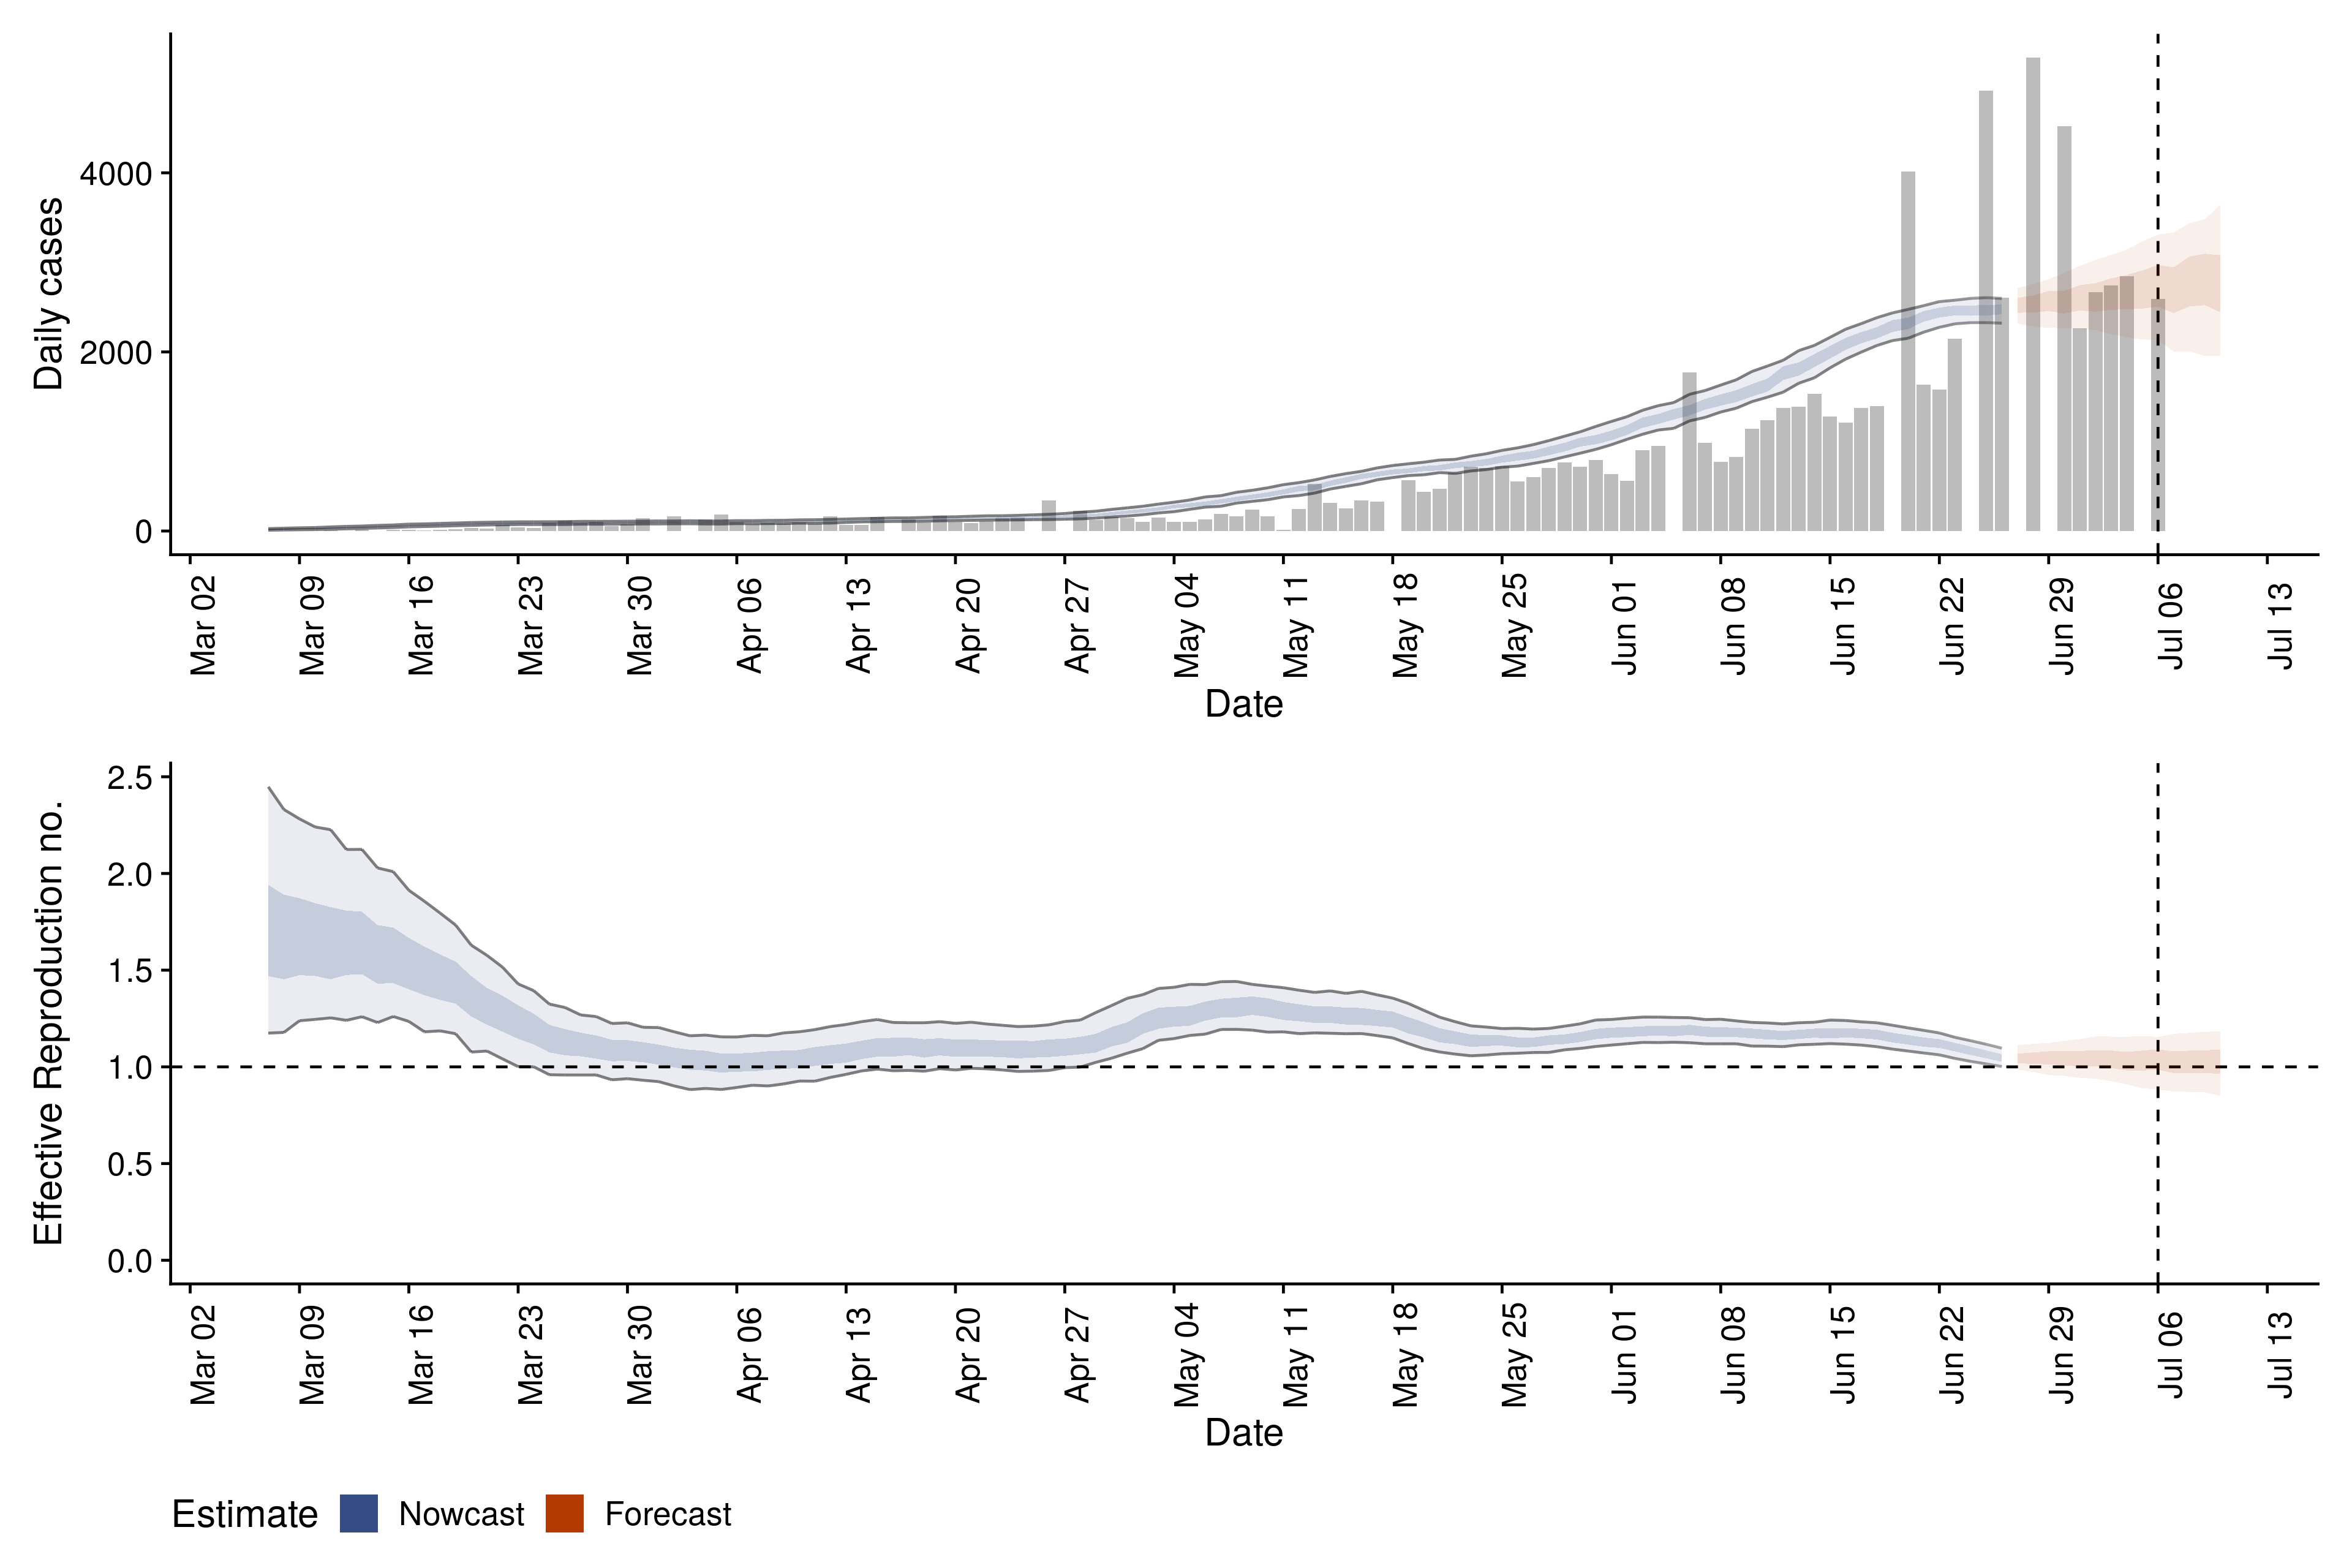 Daily cases
4000
2000
0
Mar 02 Mar 09 Mar 16 Mar 23 Mar 30 Apr 06 Apr 13 Apr 20 Apr 27 May 04 May 11 May 18 May 25 Jun 01 Jun 08 Jun 15 Jun 22 Jun 29 Jul 06 Jul 13
Date
Effective Reproduction no.
2.5
2.0
1.5
1.0
0.5
0.0
Mar 02 Mar 09 Mar 16 Mar 23 Mar 30 Apr 06 Apr 13 Apr 20 Apr 27 May 04 May 11 May 18 May 25 Jun 01 Jun 08 Jun 15 Jun 22 Jun 29 Jul 06 Jul 13
Date
Estimate Nowcast Forecast